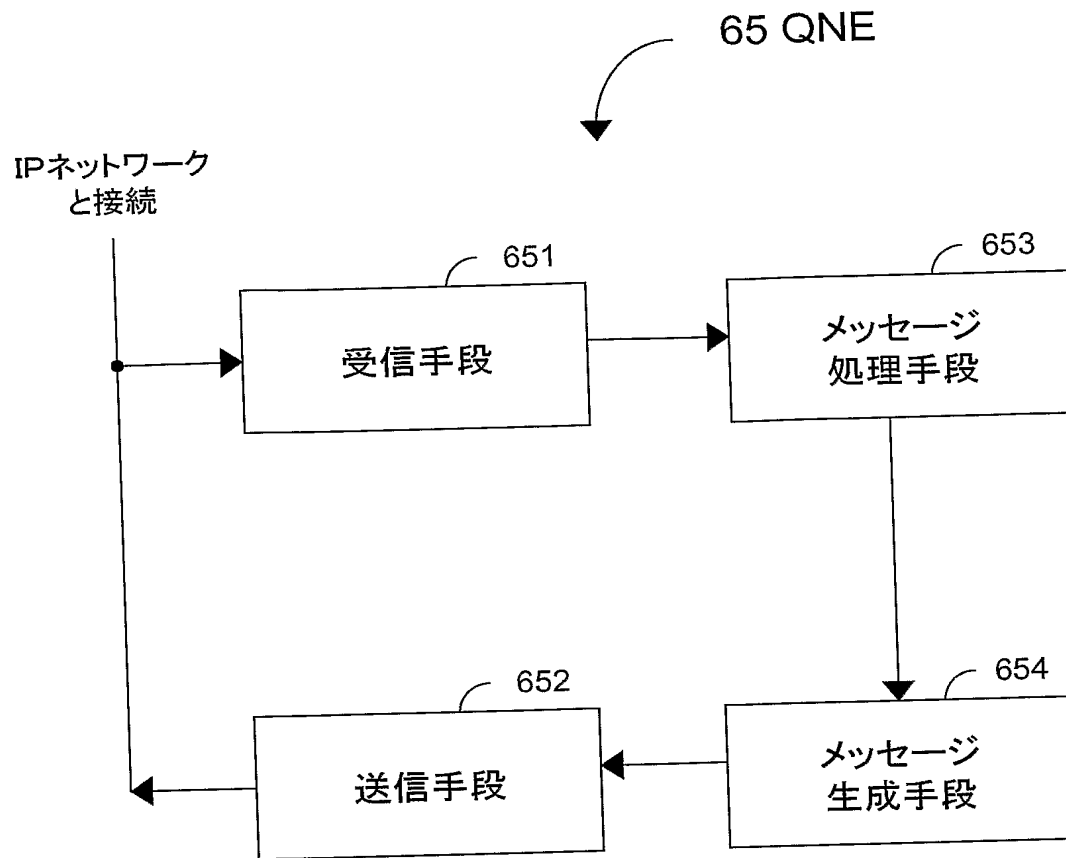 65 QNE
IPネットワーク
と接続
651
受信手段
653
メッセージ
処理手段
652
送信手段
654
メッセージ
生成手段